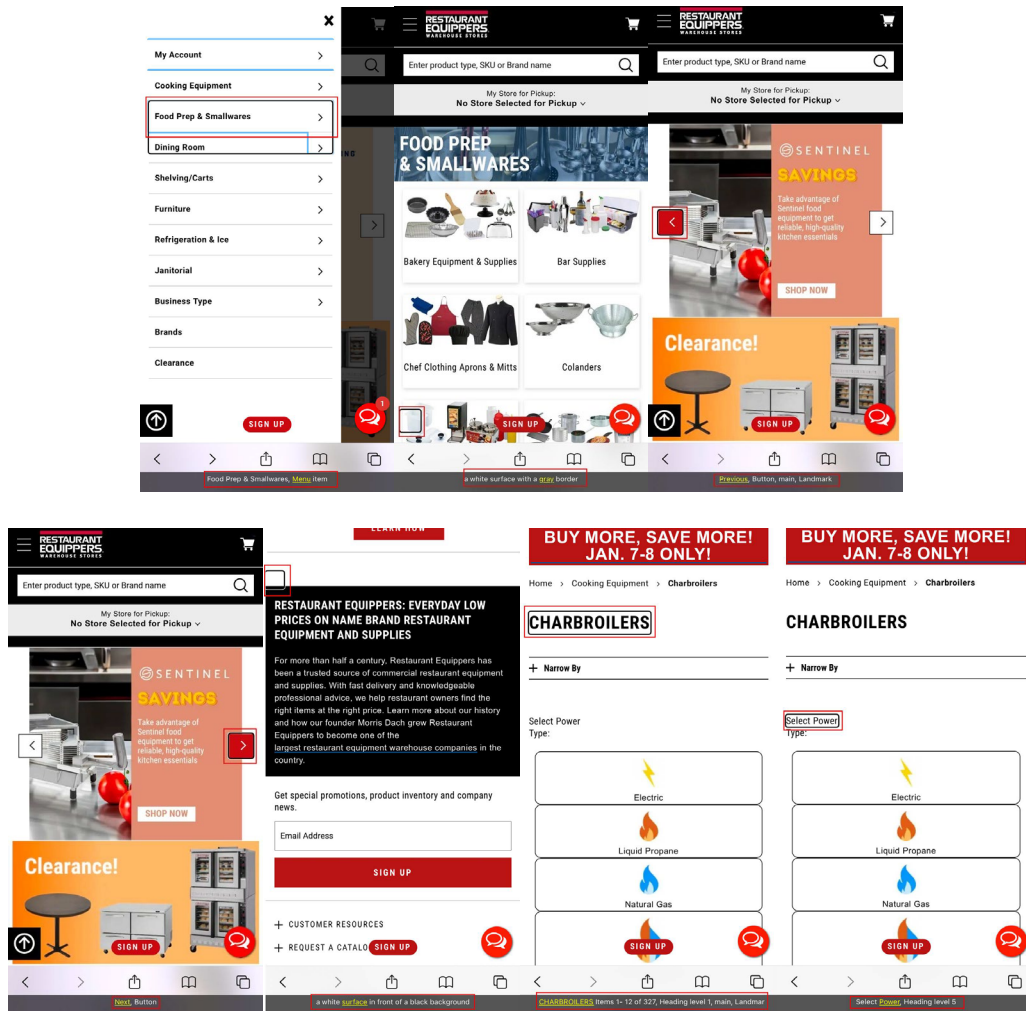 My Account
Cooking Equipment
Food Prep & Smallwares
Dining Room
Shelving/Carts
Furniture
Refrigeration & Ice
Janitorial
Business Type
Brands
Clearance
1
SIGN UP
Food Prep & Smallwares, Menu item
RESTAURANT
EQUIPPERS
WAREHOUSE STORES
Enter product type, SKU or Brand name
My Store for Pickup:
No Store Selected for Pickup
FOOD PREP
& SMALLWARES
Bakery Equipment & Supplies
Bar Supplies
Chef Clothing Aprons & Mitts
Colanders
SIGN UP
a white surface with a gray border
RESTAURANT
EQUIPPERS
WAREHOUSE STORES
Enter product type, SKU or Brand name
My Store for Pickup:
No Store Selected for Pickup
SENTINEL
SAVINGS
Take advantage of
Sentinel food
equipment to get
reliable, high-quality
kitchen essentials
SHOP NOW
Clearance!
SIGN UP
Previous, Button, main, Landmark
RESTAURANT
EQUIPPERS
WAREHOUSE STORES
Enter product type, SKU or Brand name
My Store for Pickup:
No Store Selected for Pickup
SENTINEL
SAVINGS
Take advantage of
Sentinel food
equipment to get
reliable, high-quality
kitchen essentials
SHOP NOW
Clearance!
SIGN UP
Next, Button
LEARN HOW
RESTAURANT EQUIPPERS: EVERYDAY LOW
PRICES ON NAME BRAND RESTAURANT
EQUIPMENT AND SUPPLIES
For more than half a century, Restaurant Equippers has
been a trusted source of commercial restaurant equipment
and supplies. With fast delivery and knowledgeable
professional advice, we help restaurant owners find the
right items at the right price. Learn more about our history
and how our founder Morris Dach grew Restaurant
Equippers to become one of the
largest restaurant equipment warehouse companies in the
country.
Get special promotions, product inventory and company
news.
Email Address
SIGN UP
+ CUSTOMER RESOURCES
+ REQUEST A CATALO
SIGN UP
a white surface in front of a black background
BUY MORE, SAVE MORE!
JAN. 7-8 ONLY!
Home > Cooking Equipment > Charbroilers
CHARBROILERS
+ Narrow By
Select Power
Type:
Electric
Liquid Propane
Natural Gas
SIGN UP
CHARBROILERS Items 1- 12 of 327, Heading level 1, main, Landmar
BUY MORE, SAVE MORE!
JAN. 7-8 ONLY!
Home > Cooking Equipment > Charbroilers
CHARBROILERS
+ Narrow By
Select Power
Type:
Electric
Liquid Propane
Natural Gas
SIGN UP
Select Power, Heading level 5